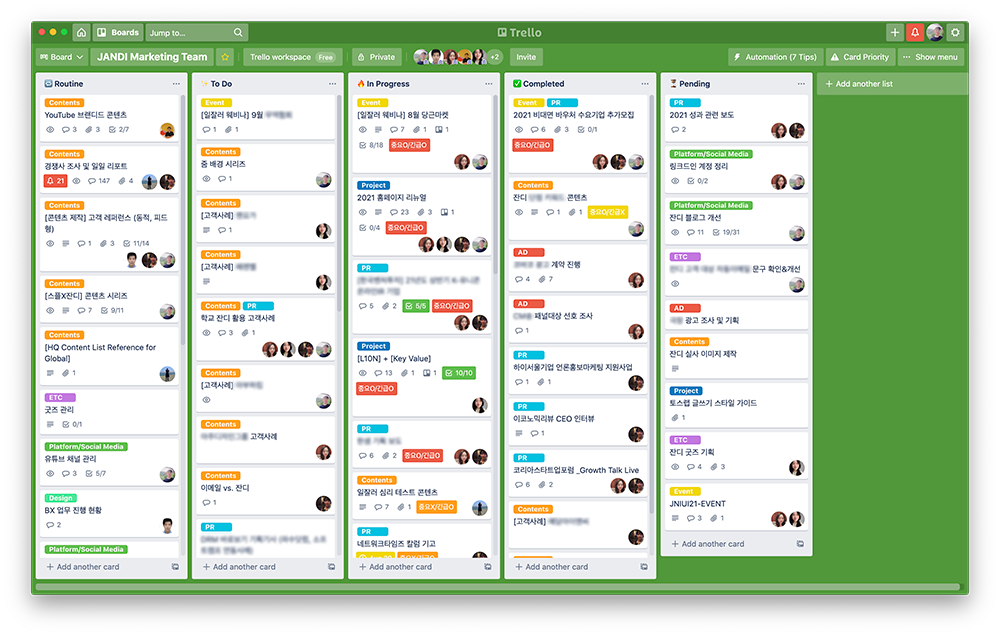 Boards
Jump to...
Trello
Board
JANDI Marketing Team
Trello workspace Free
Private
+2
Invite
Automation (7 Tips)
Card Priority
Show menu
Routine
Contents
YouTube 브랜디드 콘텐츠
3 3 2/7
Contents
경쟁사 조사 및 일일 리포트
21 147 4
Contents
[콘텐츠 제작] 고객 레퍼런스 (동적, 피드
형)
1 3 11/14
Contents
[스플X잔디] 콘텐츠 시리즈
7 9/11
Contents
[HQ Content List Reference for
Global]
1
ETC
굿즈 관리
0/1
Platform/Social Media
유튜브 채널 관리
3 5/7
Design
BX 업무 진행 현황
2
Platform/Social Media
+ Add another card
To Do
Event
[일잘러 웨비나] 9월
1 1
Contents
줌 배경 시리즈
1
Contents
[고객사례]
1
Contents
[고객사례]
Contents PR
학교 잔디 활용 고객사례
3 1
Contents
[고객사례]
Contents
고객사례
Contents
이메일 vs. 잔디
1
PR
+ Add another card
In Progress
Event
[일잘러 웨비나] 8월 당근마켓
7 1 1
8/18 중요O/긴급O
Project
2021 홈페이지 리뉴얼
23 3 1
0/4 중요O/긴급O
PR
5 2 5/5 중요O/긴급O
Project
[L10N] + [Key Value]
13 1 1 10/10
중요O/긴급O
PR
6 2 중요O/긴급O
Contents
일잘러 심리 테스트 콘텐츠
7 1 중요X/긴급O
PR
네트워크타임즈 칼럼 기고
+ Add another card
Completed
Event PR
2021 비대면 바우처 수요기업 추가모집
6 3 0/1
중요O/긴급O
Contents
잔디 콘텐츠
1 1 중요O/긴급X
AD
계약 진행
4 7
AD
패널대상 선호 조사
1
PR
하이서울기업 언론홍보마케팅 지원사업
1 1
PR
이코노믹리뷰 CEO 인터뷰
1
PR
코리아스타트업포럼 _Growth Talk Live
6 2
Contents
[고객사례]
+ Add another card
Pending
PR
2021 성과 관련 보도
2
Platform/Social Media
링크드인 계정 정리
0/2
Platform/Social Media
잔디 블로그 개선
11 19/31
ETC
문구 확인&개선
AD
광고 조사 및 기획
Contents
잔디 실사 이미지 제작
Project
토스랩 글쓰기 스타일 가이드
1
ETC
잔디 굿즈 기획
4 3
Event
JNIUI21-EVENT
3 1
+ Add another card
+ Add another list